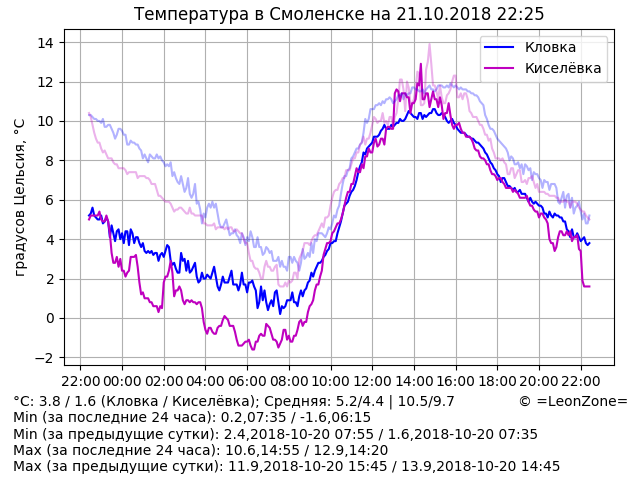 Температура в Смоленске на 21.10.2018 22:25
14
12
10
8
6
4
2
0
−2
градусов Цельсия, °C
Кловка
Киселёвка
22:00 00:00 02:00 04:00 06:00 08:00 10:00 12:00 14:00 16:00 18:00 20:00 22:00
°C: 3.8 / 1.6 (Кловка / Киселёвка); Средняя: 5.2/4.4 | 10.5/9.7 © =LeonZone=
Min (за последние 24 часа): 0.2,07:35 / -1.6,06:15
Min (за предыдущие сутки): 2.4,2018-10-20 07:55 / 1.6,2018-10-20 07:35
Max (за последние 24 часа): 10.6,14:55 / 12.9,14:20
Max (за предыдущие сутки): 11.9,2018-10-20 15:45 / 13.9,2018-10-20 14:45